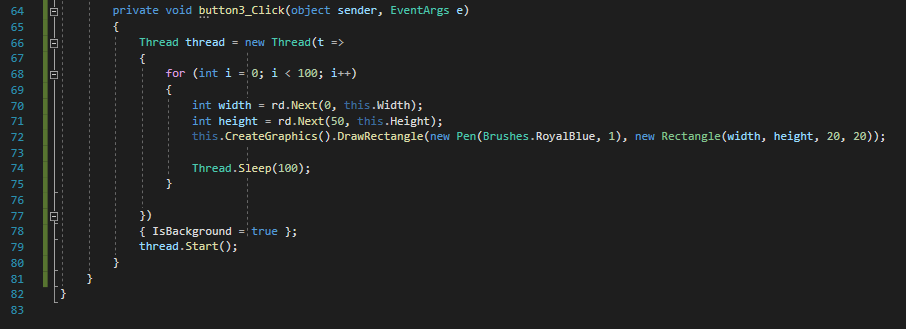 64 private void button3_Click(object sender, EventArgs e)
65 {
66 Thread thread = new Thread(t =>
67 {
68 for (int i = 0; i < 100; i++)
69 {
70 int width = rd.Next(0, this.Width);
71 int height = rd.Next(50, this.Height);
72 this.CreateGraphics().DrawRectangle(new Pen(Brushes.RoyalBlue, 1), new Rectangle(width, height, 20, 20));
73
74 Thread.Sleep(100);
75 }
76
77 })
78 { IsBackground = true };
79 thread.Start();
80 }
81 }
82 }
83